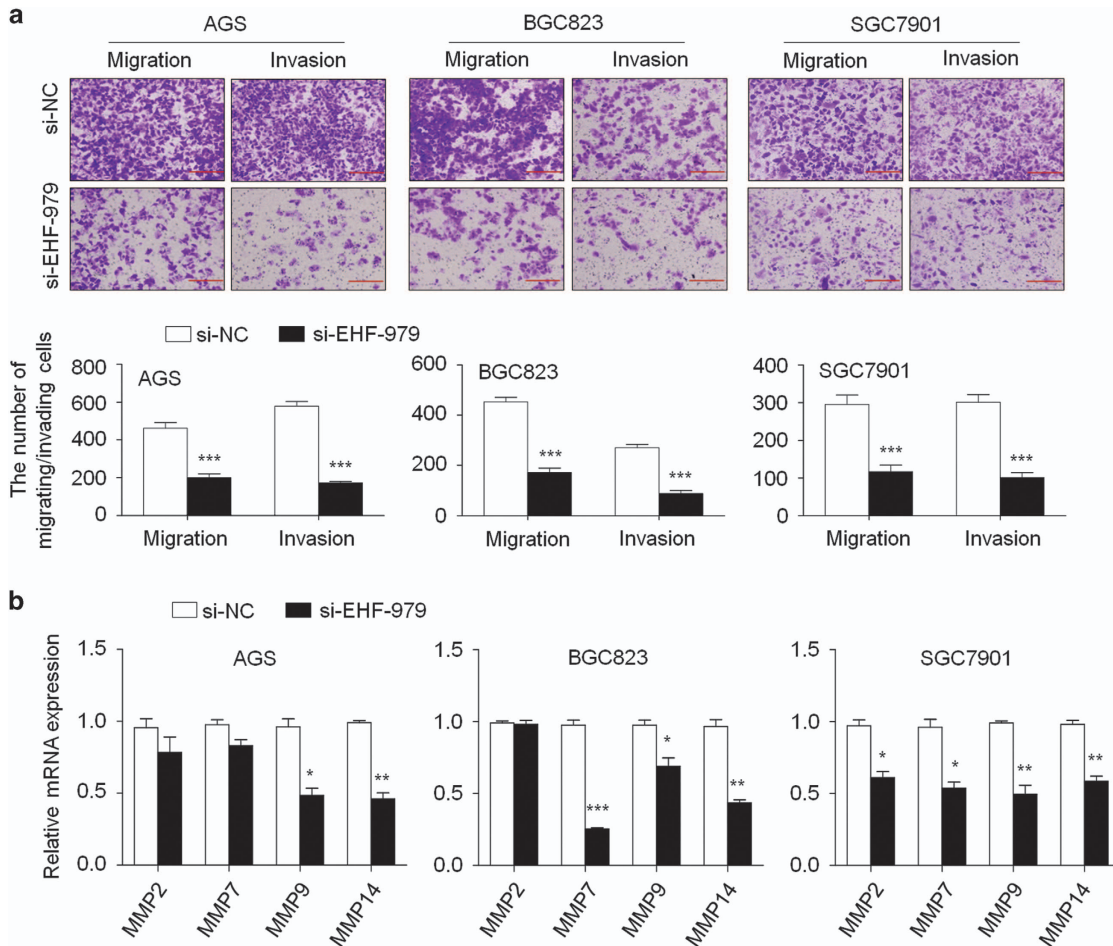 a
AGS BGC823 SGC7901
Migration Invasion Migration Invasion Migration Invasion
si-NC
si-EHF-979
si-NC si-EHF-979
The number of
migrating/invading cells
AGS
800
600
400
200
0
Migration Invasion
BGC823
600
400
200
0
Migration Invasion
SGC7901
400
300
200
100
0
Migration Invasion
*** *** *** *** *** ***
b
si-NC si-EHF-979
Relative mRNA expression
AGS
1.5
1.0
0.5
0.0
* **
MMP2 MMP7 MMP9 MMP14
BGC823
1.5
1.0
0.5
0.0
*** * **
MMP2 MMP7 MMP9 MMP14
SGC7901
1.5
1.0
0.5
0.0
* * ** **
MMP2 MMP7 MMP9 MMP14